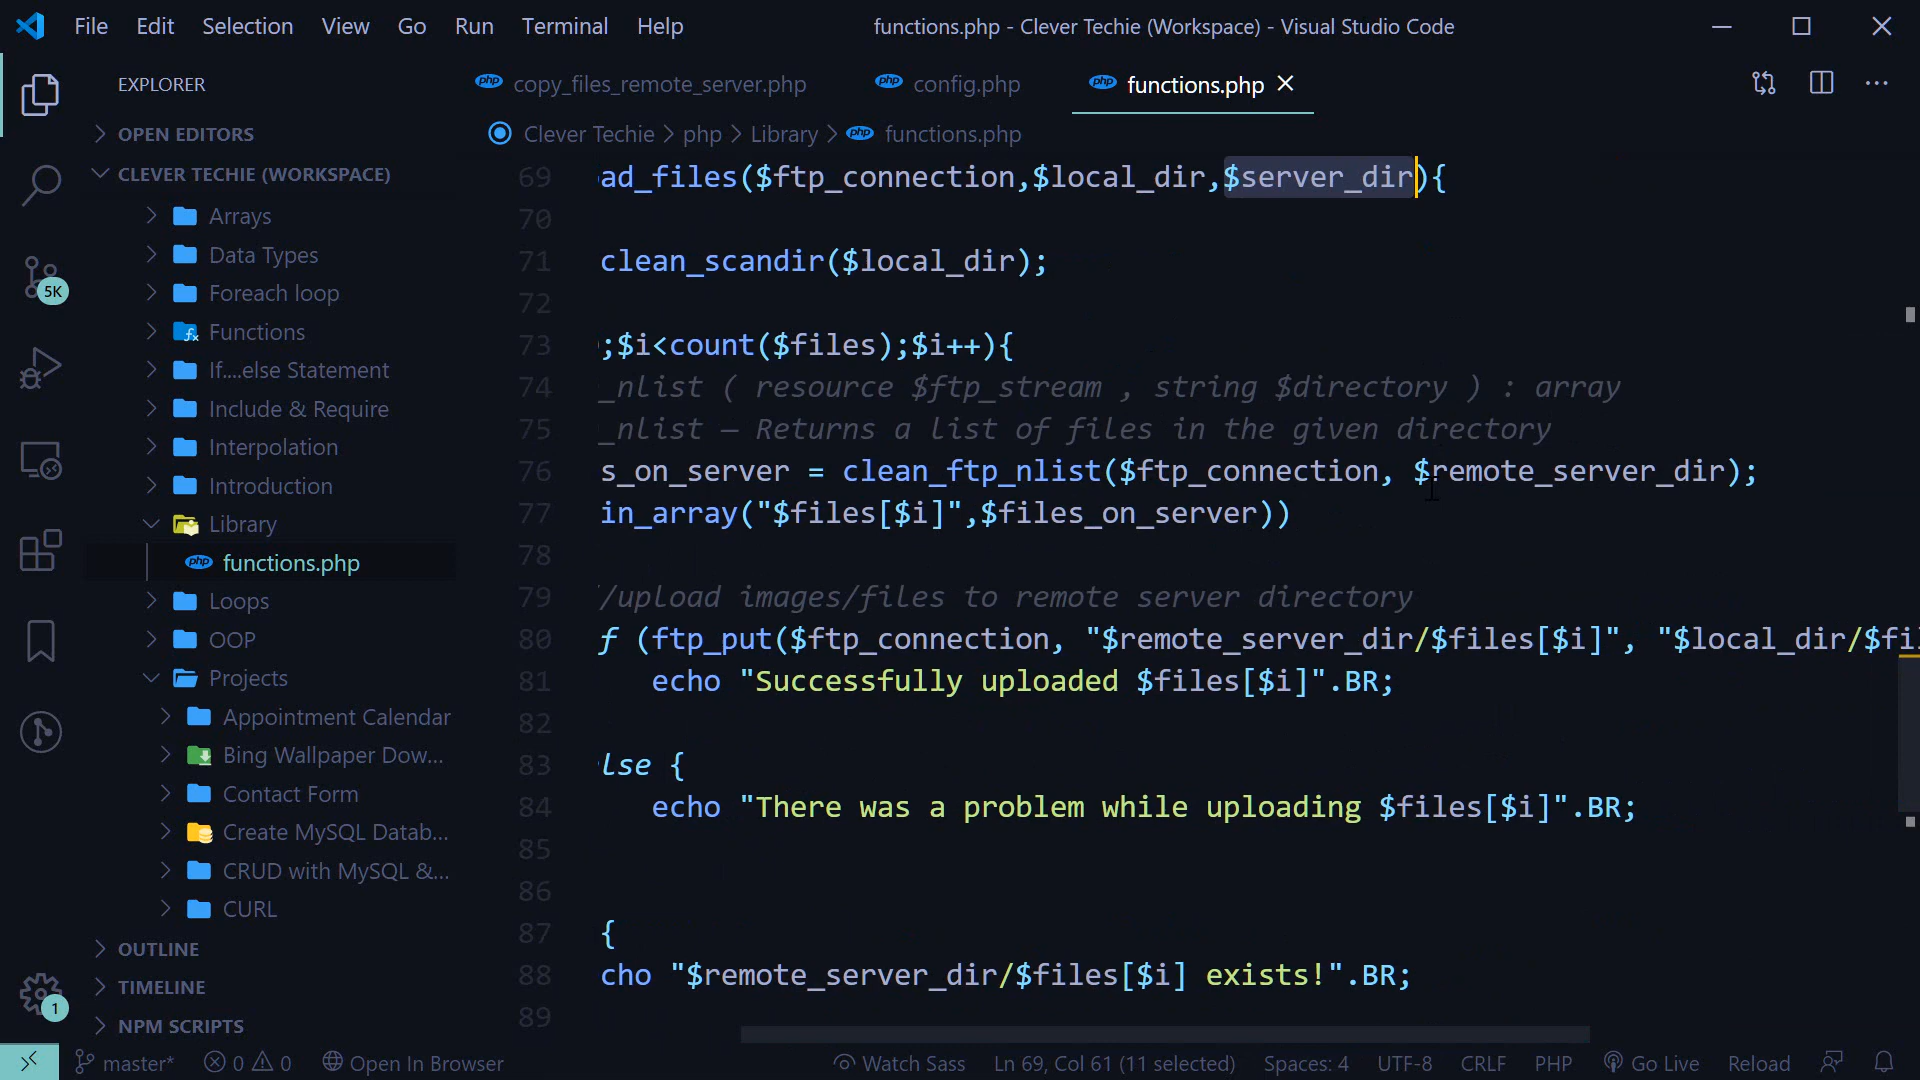 File Edit Selection View Go Run Terminal Help
functions.php - Clever Techie (Workspace) - Visual Studio Code
EXPLORER
OPEN EDITORS
CLEVER TECHIE (WORKSPACE)
Arrays
Data Types
Foreach loop
Functions
If....else Statement
Include & Require
Interpolation
Introduction
Library
php functions.php
Loops
OOP
Projects
Appointment Calendar
Bing Wallpaper Dow...
Contact Form
Create MySQL Datab...
CRUD with MySQL &...
CURL
OUTLINE
TIMELINE
NPM SCRIPTS
5K
1
php copy_files_remote_server.php php config.php php functions.php
Clever Techie > php > Library > php functions.php
69 ad_files($ftp_connection,$local_dir,$server_dir){
70
71 clean_scandir($local_dir);
72
73 ;$i<count($files);$i++){
74 _nlist ( resource $ftp_stream , string $directory ) : array
75 _nlist — Returns a list of files in the given directory
76 s_on_server = clean_ftp_nlist($ftp_connection, $remote_server_dir);
77 in_array("$files[$i]",$files_on_server))
78
79 /upload images/files to remote server directory
80 f (ftp_put($ftp_connection, "$remote_server_dir/$files[$i]", "$local_dir/$fil
81 echo "Successfully uploaded $files[$i]".BR;
82
83 lse {
84 echo "There was a problem while uploading $files[$i]".BR;
85
86
87 {
88 cho "$remote_server_dir/$files[$i] exists!".BR;
89
master* 0 0 Open In Browser Watch Sass Ln 69, Col 61 (11 selected) Spaces: 4 UTF-8 CRLF PHP Go Live Reload